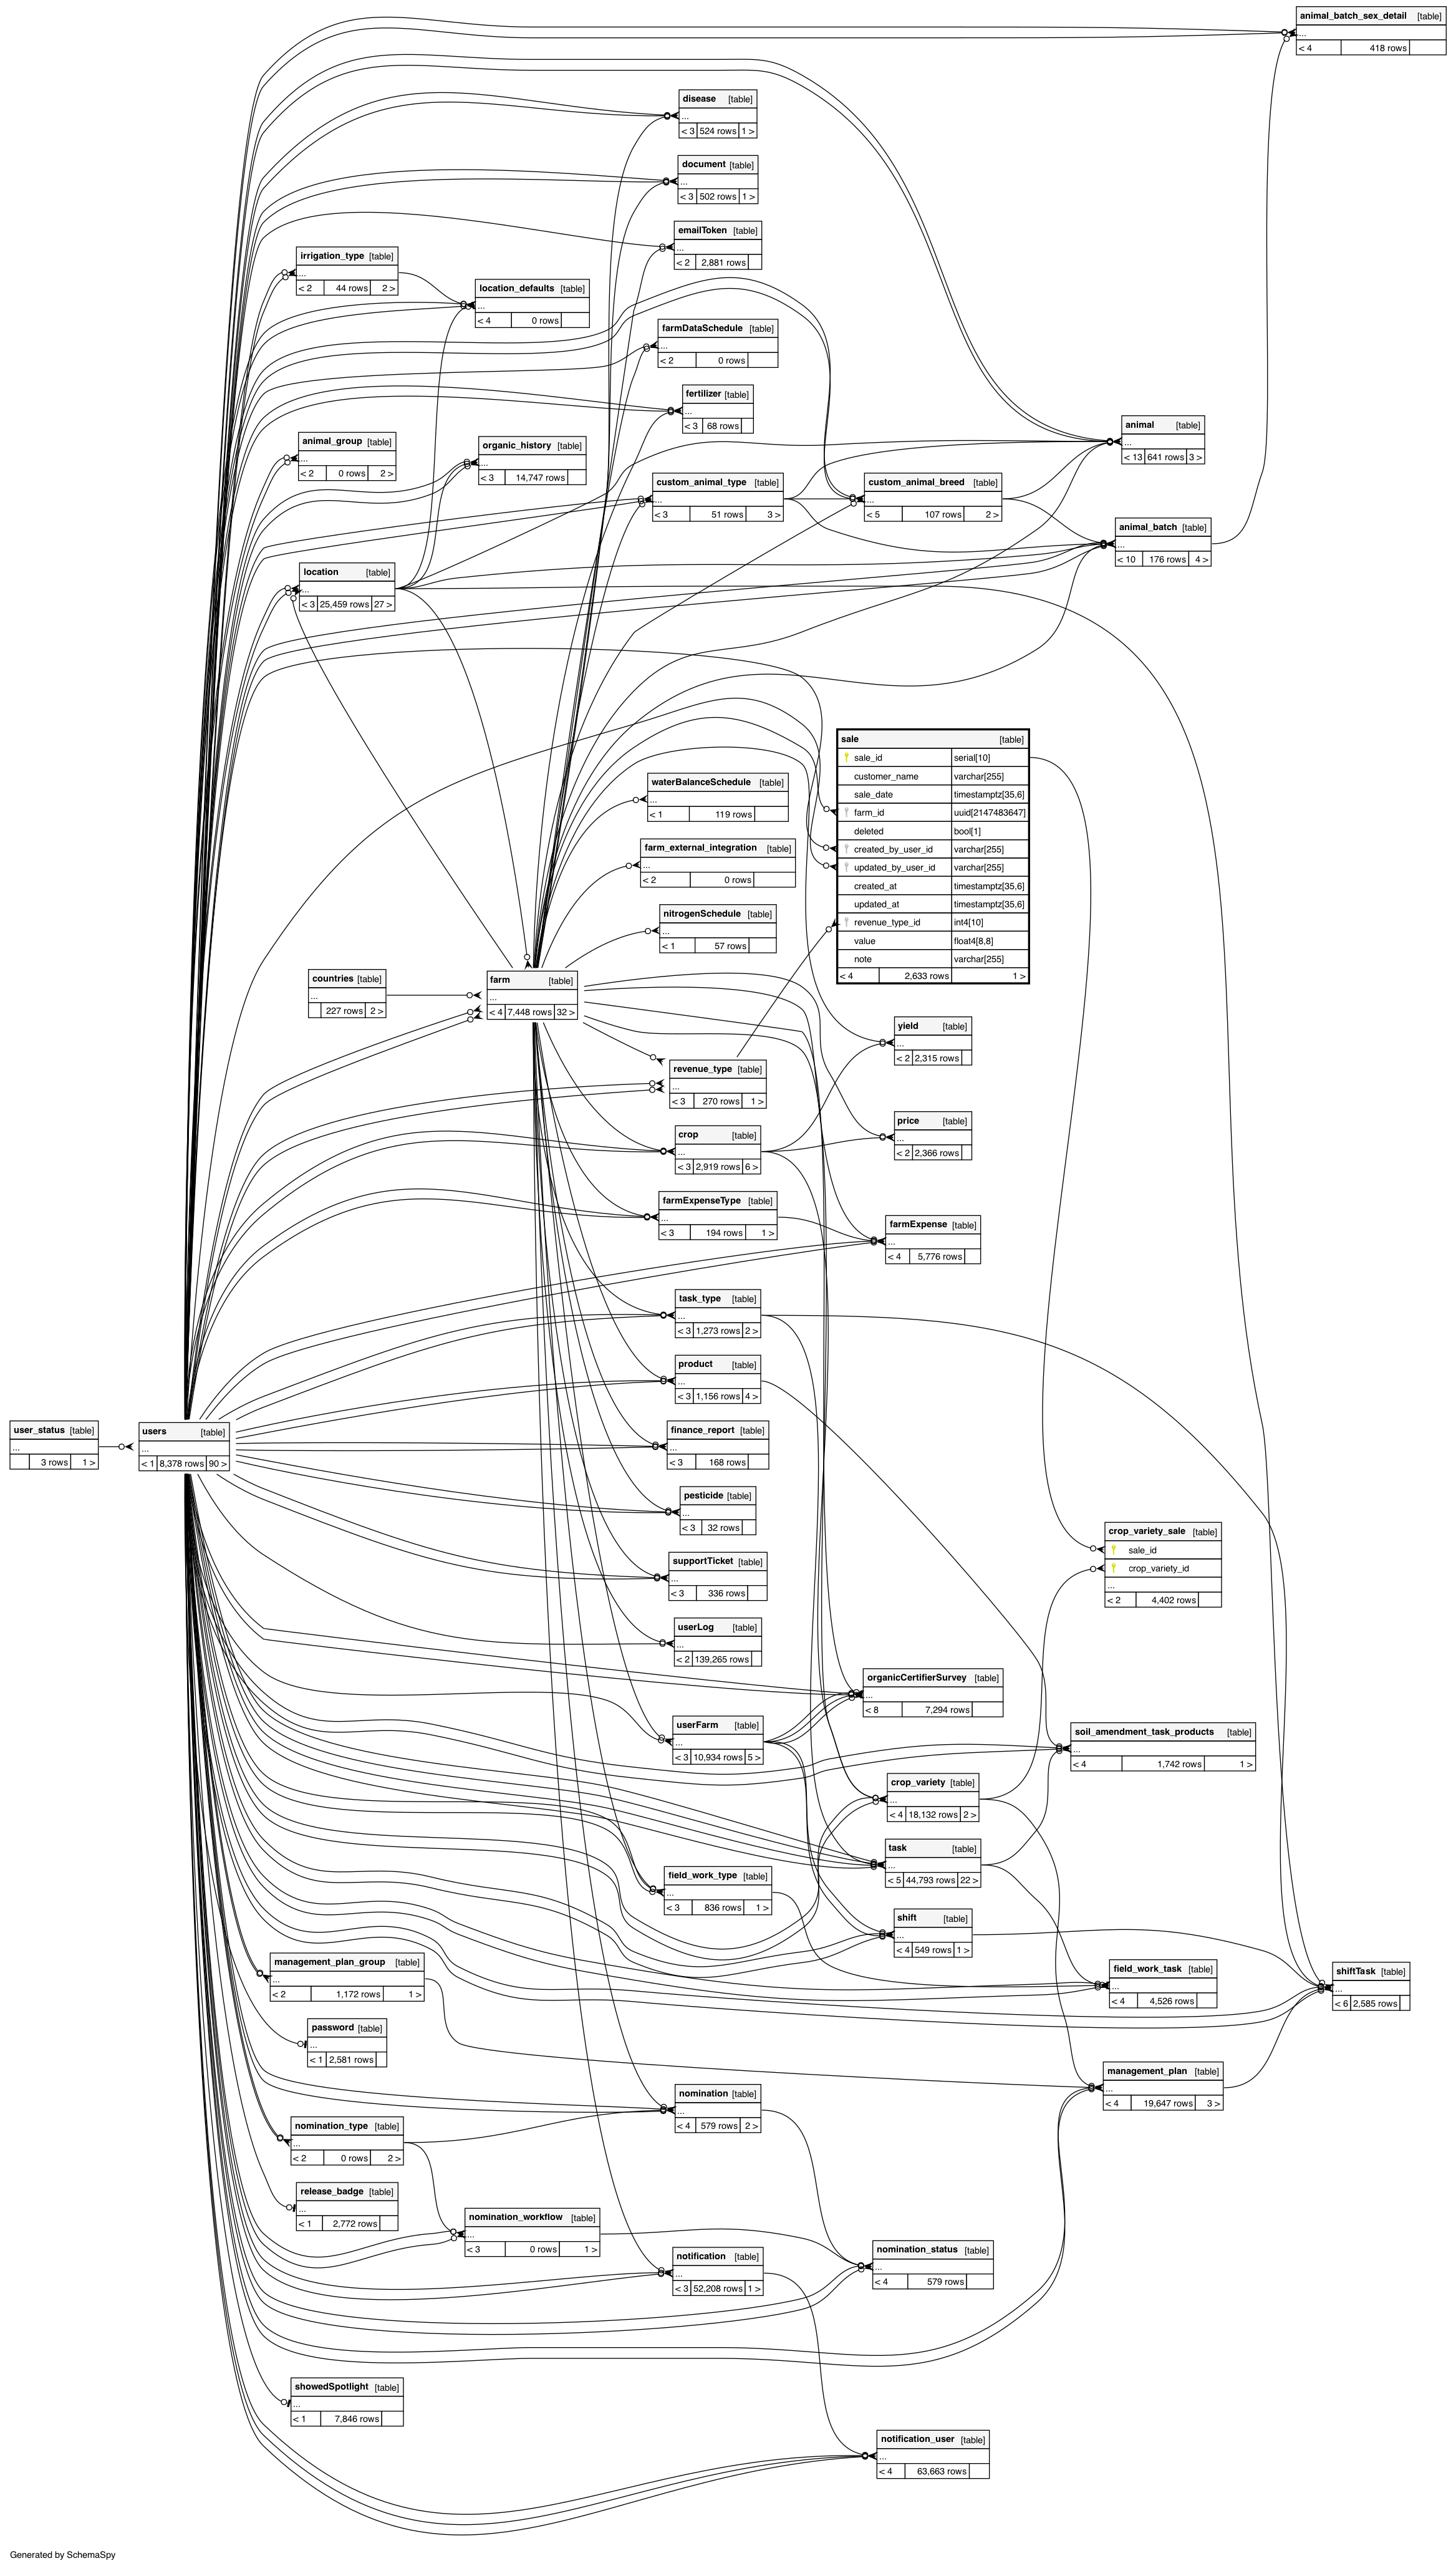 animal_batch_sex_detail [table]
...
< 4 418 rows
disease [table]
...
< 3 524 rows 1 >
document [table]
...
< 3 502 rows 1 >
emailToken [table]
...
< 2 2,881 rows
irrigation_type [table]
...
< 2 44 rows 2 >
location_defaults [table]
...
< 4 0 rows
farmDataSchedule [table]
...
< 2 0 rows
fertilizer [table]
...
< 3 68 rows
animal [table]
...
< 13 641 rows 3 >
animal_group [table]
...
< 2 0 rows 2 >
organic_history [table]
...
< 3 14,747 rows
custom_animal_type [table]
...
< 3 51 rows 3 >
custom_animal_breed [table]
...
< 5 107 rows 2 >
animal_batch [table]
...
< 10 176 rows 4 >
location [table]
...
< 3 25,459 rows 27 >
sale [table]
sale_id serial[10]
customer_name varchar[255]
sale_date timestamptz[35,6]
farm_id uuid[2147483647]
deleted bool[1]
created_by_user_id varchar[255]
updated_by_user_id varchar[255]
created_at timestamptz[35,6]
updated_at timestamptz[35,6]
revenue_type_id int4[10]
value float4[8,8]
note varchar[255]
< 4 2,633 rows 1 >
waterBalanceSchedule [table]
...
< 1 119 rows
farm_external_integration [table]
...
< 2 0 rows
nitrogenSchedule [table]
...
< 1 57 rows
countries [table]
...
227 rows 2 >
farm [table]
...
< 4 7,448 rows 32 >
yield [table]
...
< 2 2,315 rows
revenue_type [table]
...
< 3 270 rows 1 >
price [table]
...
< 2 2,366 rows
crop [table]
...
< 3 2,919 rows 6 >
farmExpenseType [table]
...
< 3 194 rows 1 >
farmExpense [table]
...
< 4 5,776 rows
task_type [table]
...
< 3 1,273 rows 2 >
product [table]
...
< 3 1,156 rows 4 >
user_status [table]
...
3 rows 1 >
users [table]
...
< 1 8,378 rows 90 >
finance_report [table]
...
< 3 168 rows
pesticide [table]
...
< 3 32 rows
crop_variety_sale [table]
sale_id
crop_variety_id
...
< 2 4,402 rows
supportTicket [table]
...
< 3 336 rows
userLog [table]
...
< 2 139,265 rows
organicCertifierSurvey [table]
...
< 8 7,294 rows
userFarm [table]
...
< 3 10,934 rows 5 >
soil_amendment_task_products [table]
...
< 4 1,742 rows 1 >
crop_variety [table]
...
< 4 18,132 rows 2 >
task [table]
...
< 5 44,793 rows 22 >
field_work_type [table]
...
< 3 836 rows 1 >
shift [table]
...
< 4 549 rows 1 >
management_plan_group [table]
...
< 2 1,172 rows 1 >
field_work_task [table]
...
< 4 4,526 rows
shiftTask [table]
...
< 6 2,585 rows
password [table]
...
< 1 2,581 rows
management_plan [table]
...
< 4 19,647 rows 3 >
nomination [table]
...
< 4 579 rows 2 >
nomination_type [table]
...
< 2 0 rows 2 >
release_badge [table]
...
< 1 2,772 rows
nomination_workflow [table]
...
< 3 0 rows 1 >
nomination_status [table]
...
< 4 579 rows
notification [table]
...
< 3 52,208 rows 1 >
showedSpotlight [table]
...
< 1 7,846 rows
notification_user [table]
...
< 4 63,663 rows
Generated by SchemaSpy